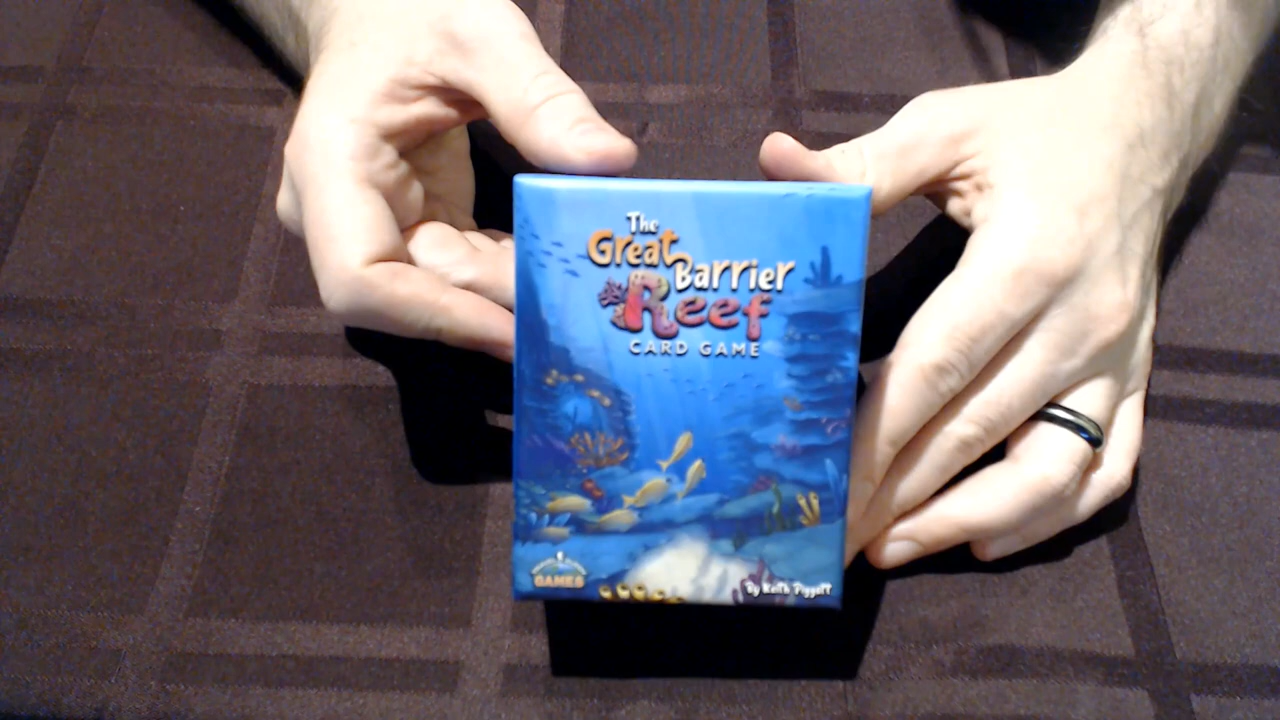 The
Great
Barrier
Reef
CARD GAME
GAMES
By Keith Piggott